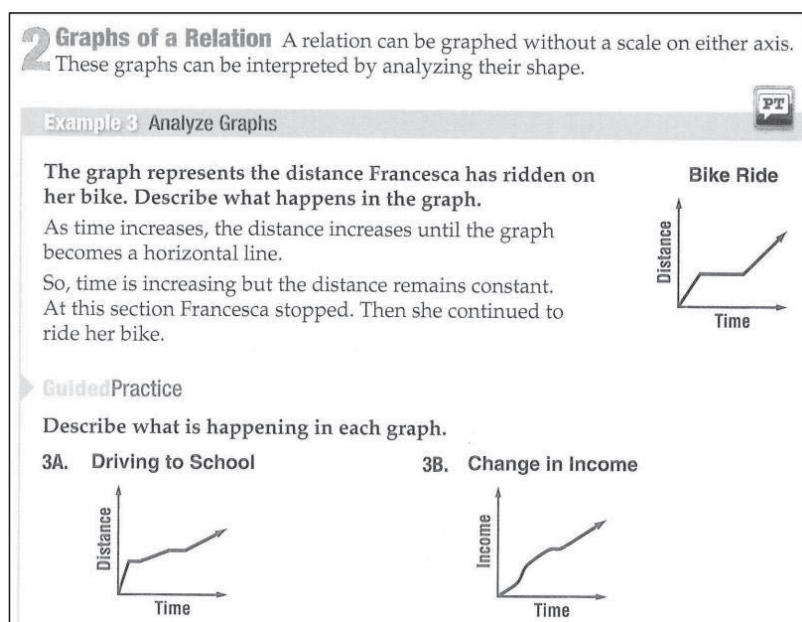 2 Graphs of a Relation A relation can be graphed without a scale on either axis.
These graphs can be interpreted by analyzing their shape.
PT
Example 3 Analyze Graphs
The graph represents the distance Francesca has ridden on
her bike. Describe what happens in the graph.
As time increases, the distance increases until the graph
becomes a horizontal line.
So, time is increasing but the distance remains constant.
At this section Francesca stopped. Then she continued to
ride her bike.
Bike Ride
Distance
Time
GuidedPractice
Describe what is happening in each graph.
3A. Driving to School
Distance
Time
3B. Change in Income
Income
Time